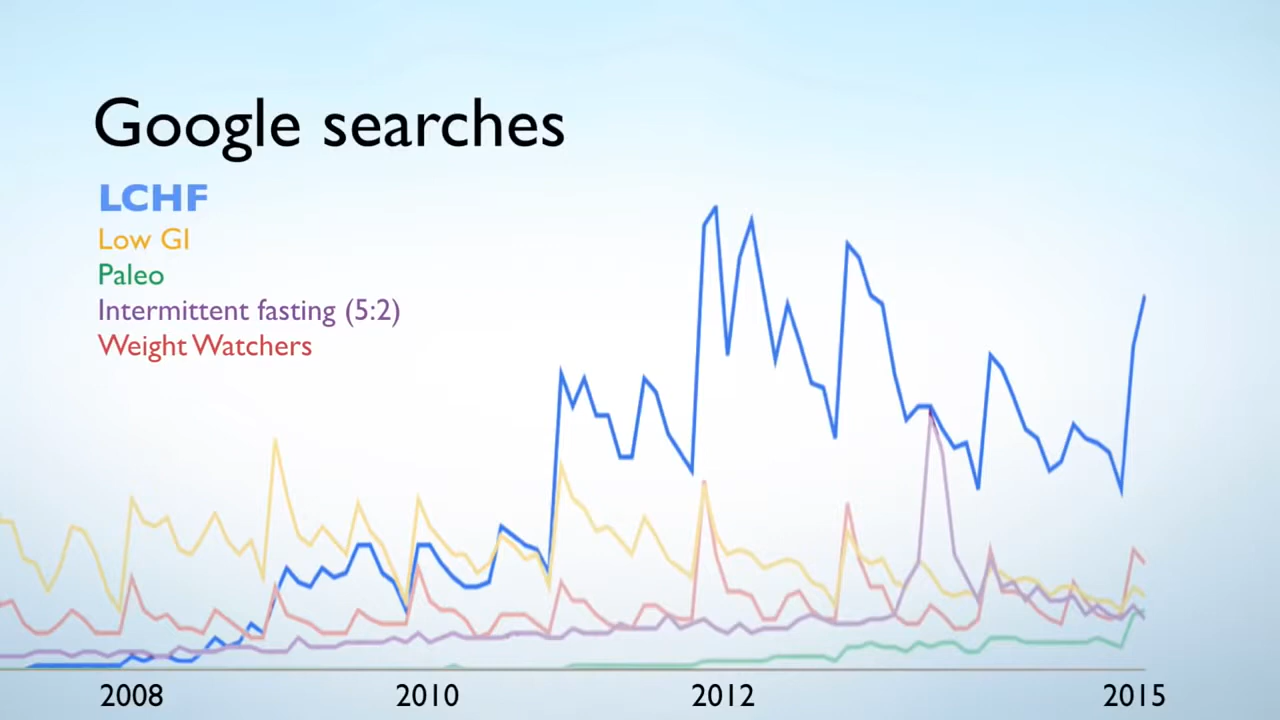 Google searches
LCHF
Low GI
Paleo
Intermittent fasting (5:2)
Weight Watchers
2008 2010 2012 2015